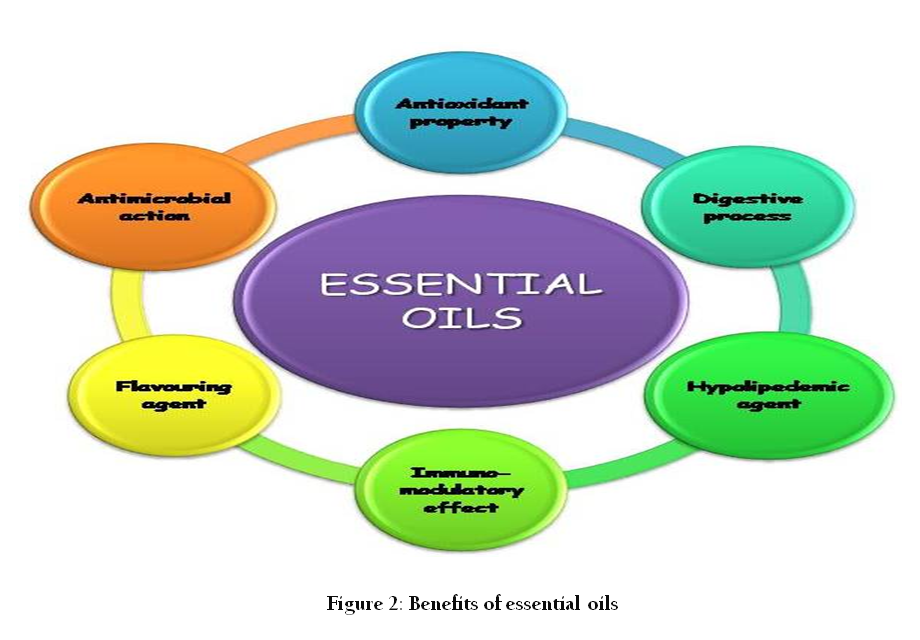 Antioxidant
property
Digestive
process
Hypolipedemic
agent
Immuno-
modulatory
effect
Flavouring
agent
Antimicrobial
action
ESSENTIAL
OILS
Figure 2: Benefits of essential oils